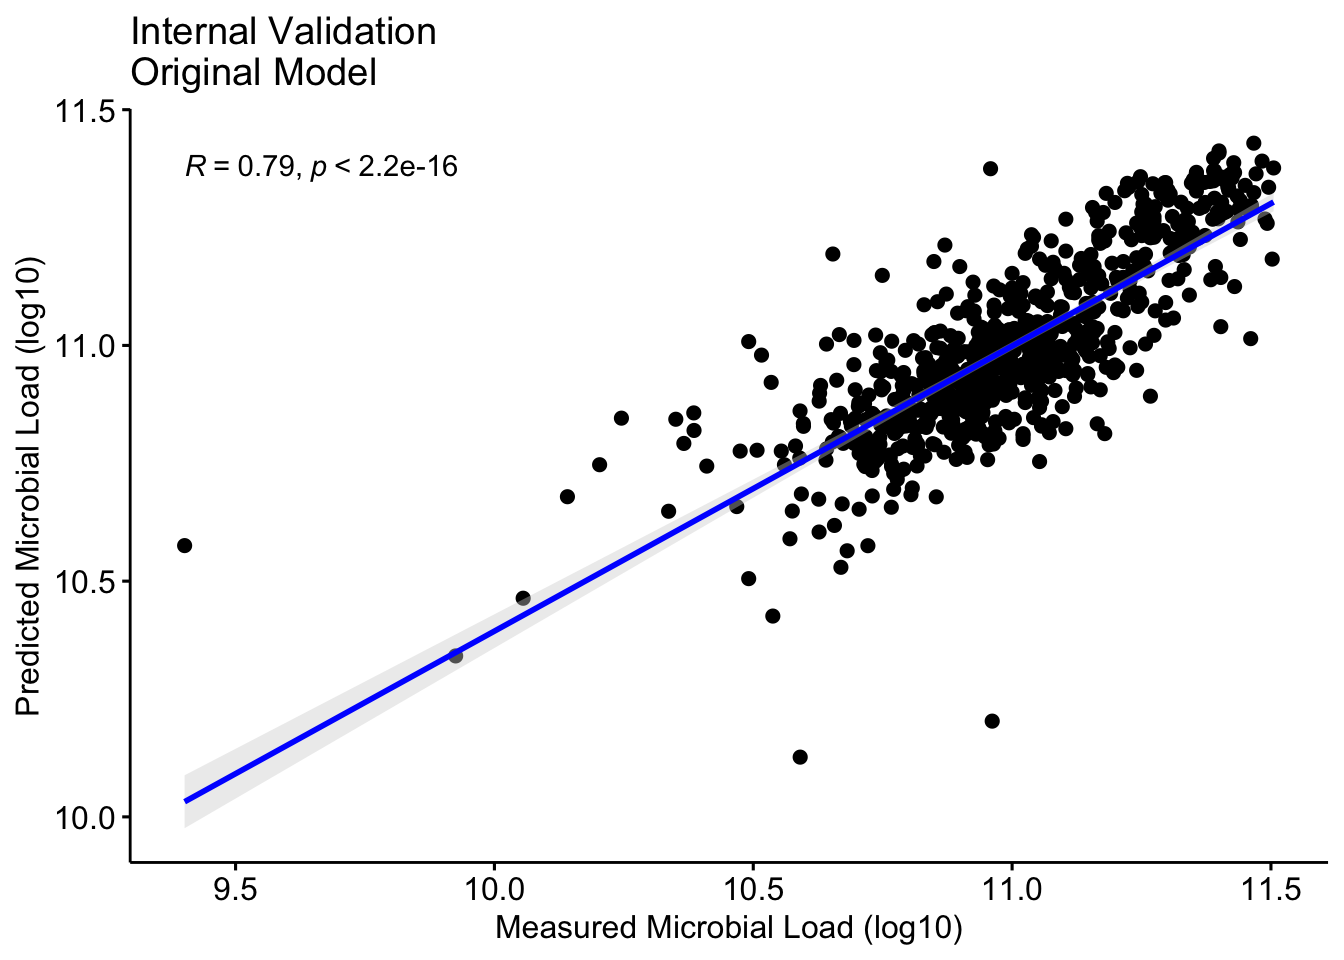 Internal Validation
Original Model
R = 0.79, p < 2.2e-16
Predicted Microbial Load (log10)
11.5
11.0
10.5
10.0
9.5 10.0 10.5 11.0 11.5
Measured Microbial Load (log10)